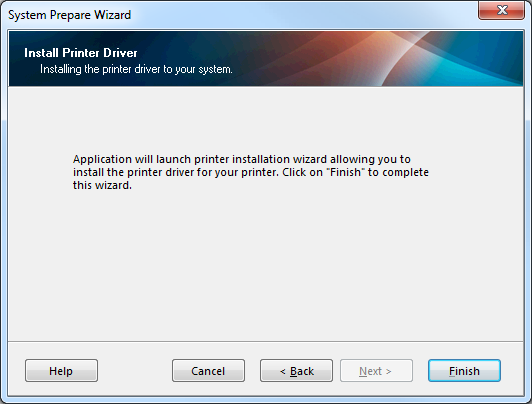 System Prepare Wizard
Install Printer Driver
Installing the printer driver to your system.
Application will launch printer installation wizard allowing you to
install the printer driver for your printer. Click on "Finish" to complete
this wizard.
Help
Cancel
< Back
Next >
Finish